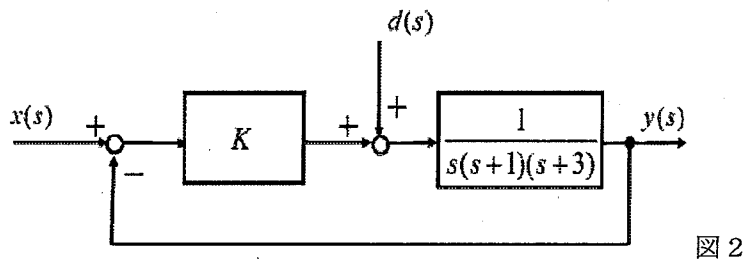 d(s)
x(s) + − K + + 1 y(s)
s(s+1)(s+3)
図 2